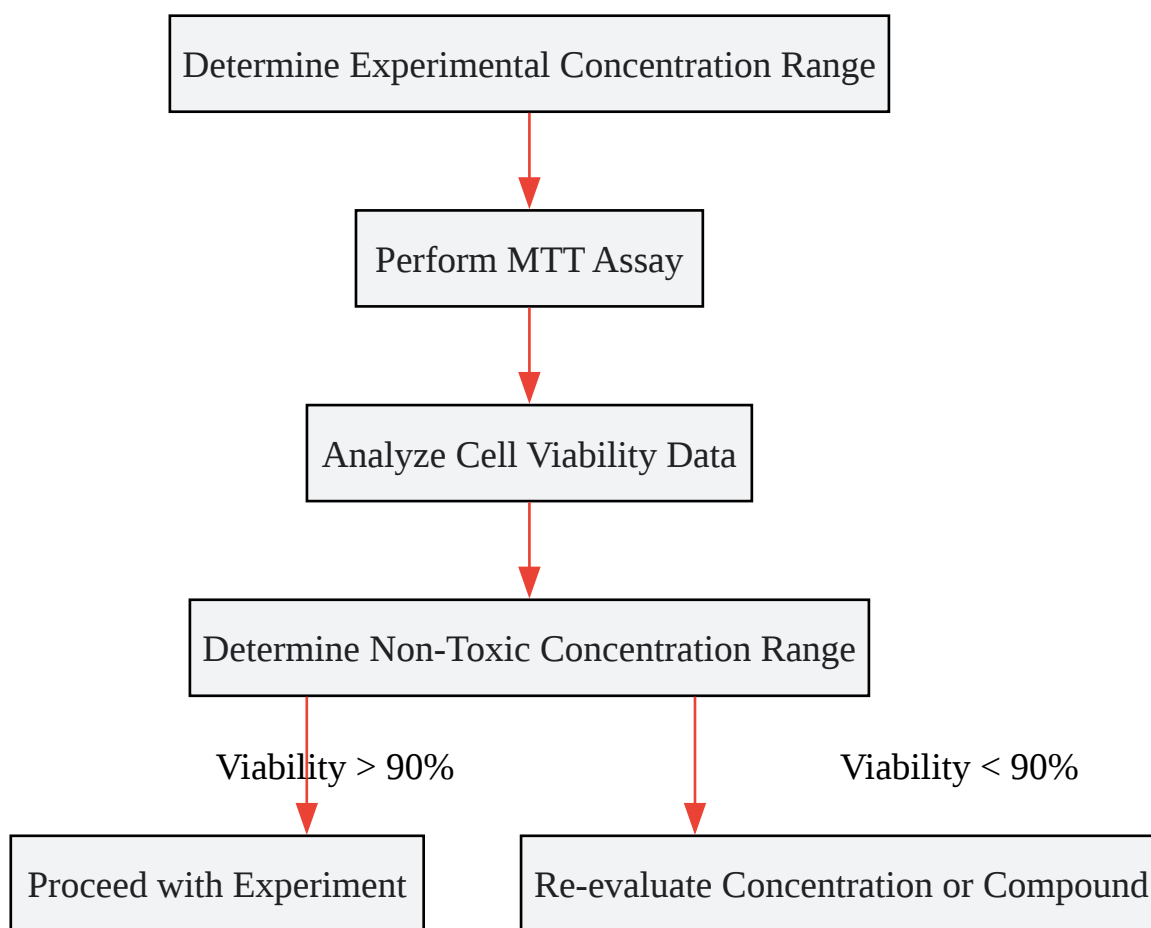 Determine Experimental Concentration Range
Perform MTT Assay
Analyze Cell Viability Data
Determine Non-Toxic Concentration Range
Viability > 90%
Viability < 90%
Proceed with Experiment
Re-evaluate Concentration or Compound